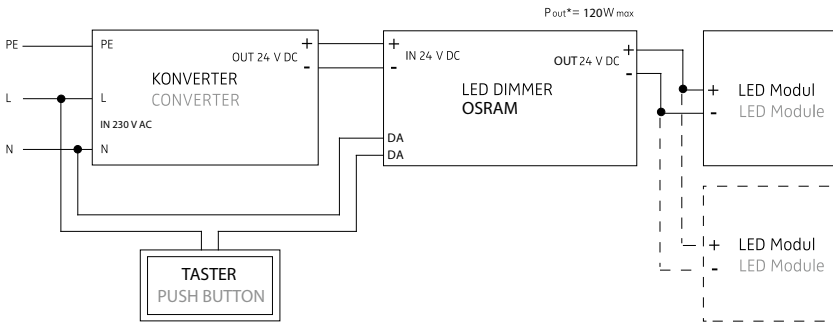 P out*= 120W max
PE
PE
OUT 24 V DC
+
-
KONVERTER
CONVERTER
L
L
IN 230 V AC
N
N
+
IN 24 V DC
-
OUT 24 V DC
+
-
LED DIMMER
OSRAM
DA
DA
+
LED Modul
-
LED Module
+
LED Modul
-
LED Module
TASTER
PUSH BUTTON